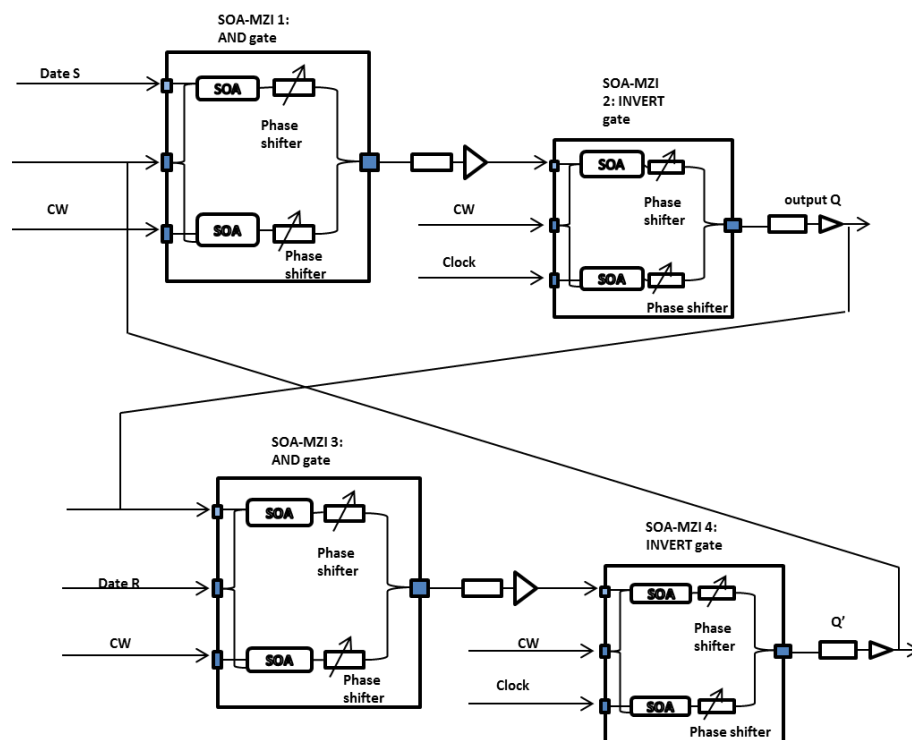 SOA-MZI 1:
AND gate
Date S
SOA
Phase
shifter
CW
SOA
Phase
shifter
SOA-MZI
2: INVERT
gate
SOA
Phase
shifter
CW
Clock
SOA
Phase shifter
output Q
SOA-MZI 3:
AND gate
SOA
Phase
shifter
Date R
CW
SOA
Phase
shifter
SOA-MZI 4:
INVERT gate
SOA
Phase
shifter
CW
Clock
SOA
Phase shifter
Q’